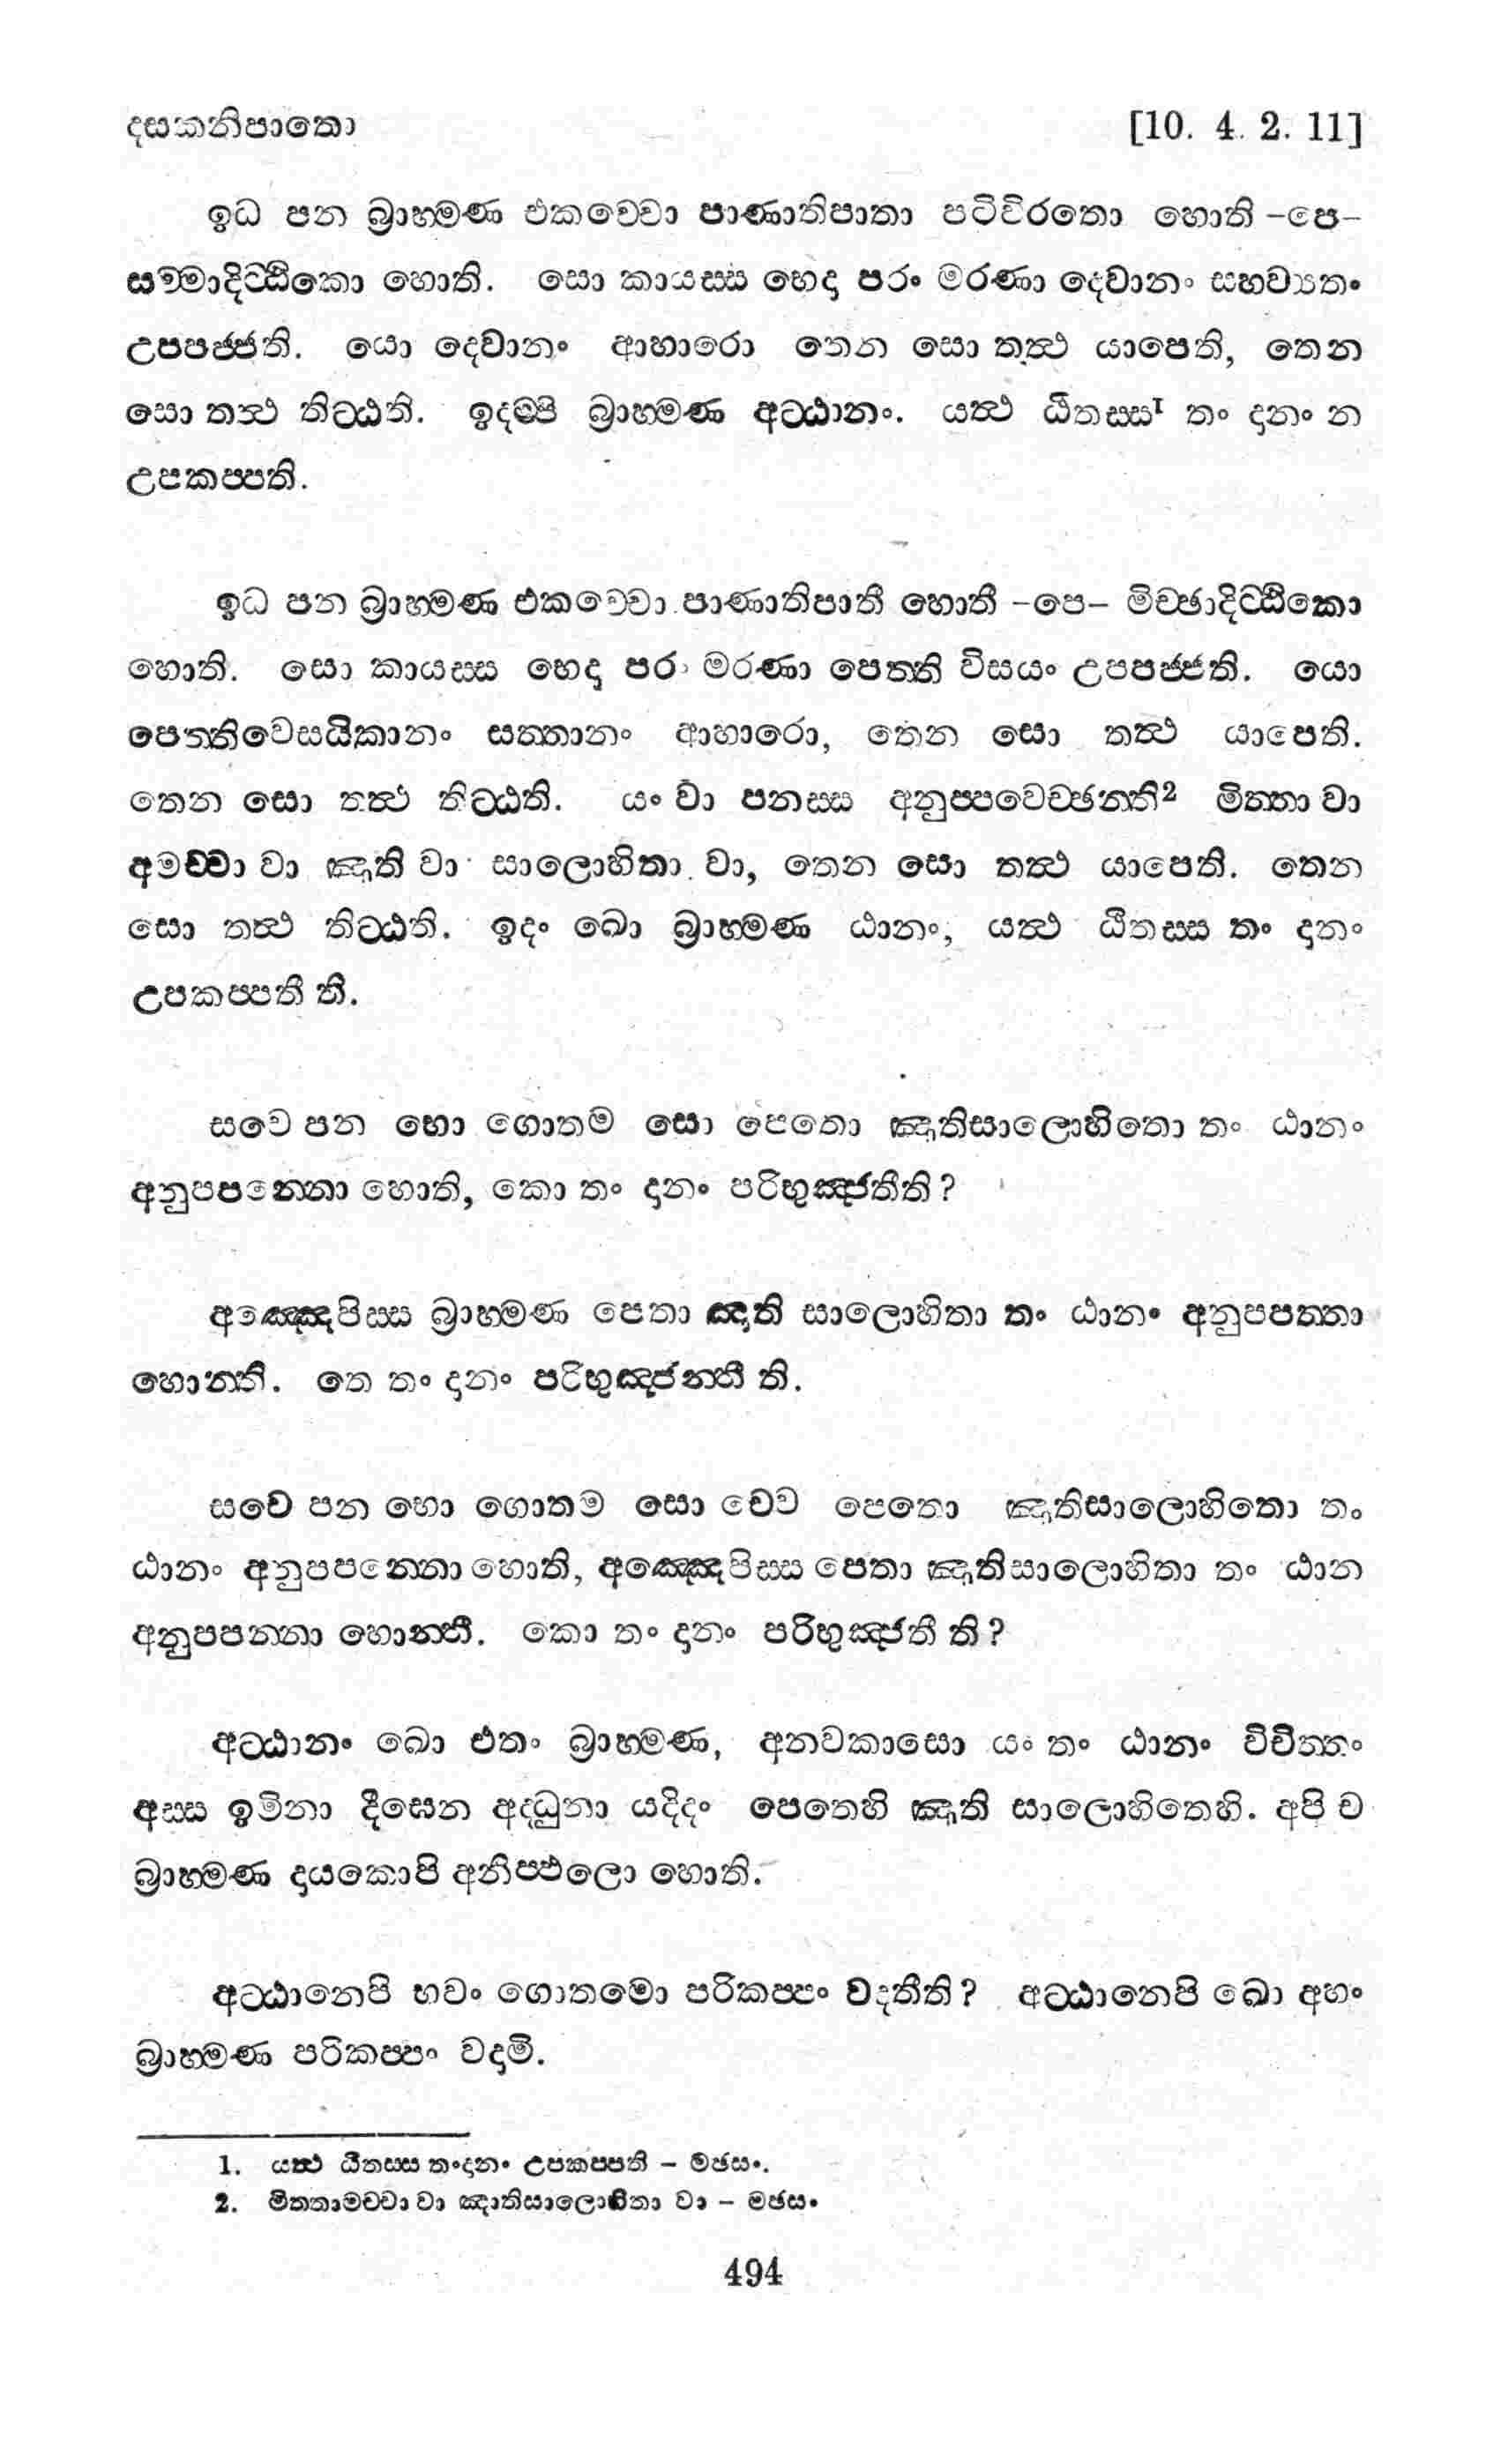 දසකනිපාතො [10. 4. 2. 11]
ඉධ පන බ්‍රාහ්මණ එකච්චො පාණාතිපාතා පටිවිරතො හොති –පෙ–
සම්මාදිට්ඨිකො හොති. සො කායස්ස භෙදා පරං මරණා දෙවානං සහව්‍යතං
උපපජ්ජති. යො දෙවානං ආහාරො තෙන සො තත්‍ථ යාපෙති, තෙන
සො තත්‍ථ තිට්ඨති. ඉදම්පි බ්‍රාහ්මණ අට්ඨානං. යත්‍ථ ඨිතස්ස1 තං දානං න
උපකප්පති.
ඉධ පන බ්‍රාහ්මණ එකච්චො පාණාතිපාතී හොතී –පෙ– මිච්ඡාදිට්ඨිකො
හොති. සො කායස්ස භෙදා පරං මරණා පෙත්ති විසයං උපපජ්ජති. යො
පෙත්තිවෙසයිකානං සත්තානං ආහාරො, තෙන සො තත්‍ථ යාපෙති.
තෙන සො තත්‍ථ තිට්ඨති. යං වා පනස්ස අනුප්පවෙච්ඡන්ති2 මිත්තා වා
අමච්චා වා ඤාති වා සාලොහිතා වා, තෙන සො තත්‍ථ යාපෙති. තෙන
සො තත්‍ථ තිට්ඨති. ඉදං ඛො බ්‍රාහ්මණ ඨානං, යත්‍ථ ඨිතස්ස තං දානං
උපකප්පතී ති.
සචෙ පන භො ගොතම සො පෙතො ඤාතිසාලොහිතො තං ඨානං
අනුපපන්නො හොති, කො තං දානං පරිභුඤ්ජතීති?
අඤ්ඤෙපිස්ස බ්‍රාහ්මණ පෙතා ඤාති සාලොහිතා තං ඨානං අනුපපත්තා
හොන්ති. තෙ තං දානං පරිභුඤ්ජන්තී ති.
සචෙ පන භො ගොතම සො චෙව පෙතො ඤාතිසාලොහිතො තං
ඨානං අනුපපන්නො හොති, අඤ්ඤෙපිස්ස පෙතා ඤාතිසාලොහිතා තං ඨාන
අනුපපන්නා හොන්තී. කො තං දානං පරිභුඤ්ජතී ති?
අට්ඨානං ඛො එතං බ්‍රාහ්මණ, අනවකාසො යං තං ඨානං විචිත්තං
අස්ස ඉමිනා දීඝෙන අද්ධුනා යදිදං පෙතෙහි ඤාති සාලොහිතෙහි. අපි ච
බ්‍රාහ්මණ දායකොපි අනිප්ඵලො හොති.
අට්ඨානෙපි භවං ගොතමො පරිකප්පං වදතීති? අට්ඨානෙපි ඛො අහං
බ්‍රාහ්මණ පරිකප්පං වදාමි.
1. යත්‍ථ ඨිතස්ස තංදානං උපකප්පති – මඡසං.
2. මිත්තාමච්චා වා ඤාතිසාලොහිතා වා – මඡසං
494